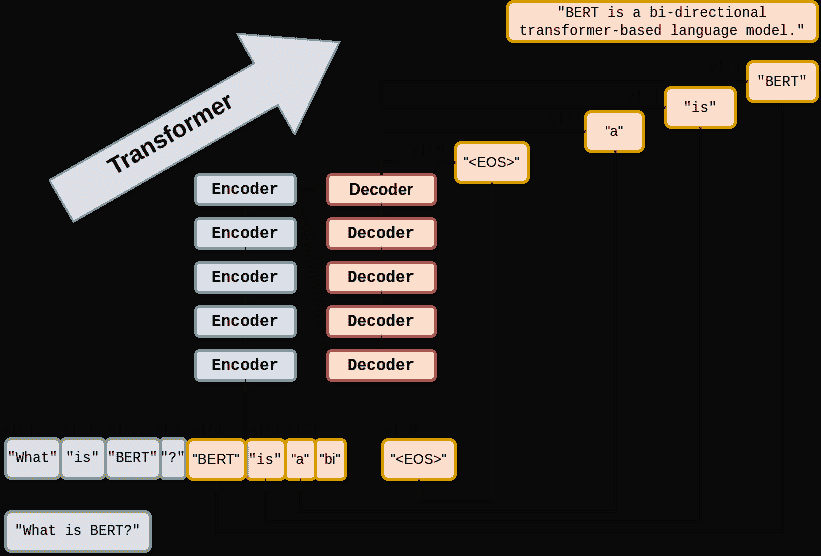 "BERT is a bi-directional
transformer-based language model."
"BERT"
"is"
"a"
"<EOS>"
Transformer
Encoder
Decoder
Encoder
Decoder
Encoder
Decoder
Encoder
Decoder
Encoder
Decoder
"What" "is" "BERT" "?" "BERT" "is" "a" "bi" "<EOS>"
"What is BERT?"